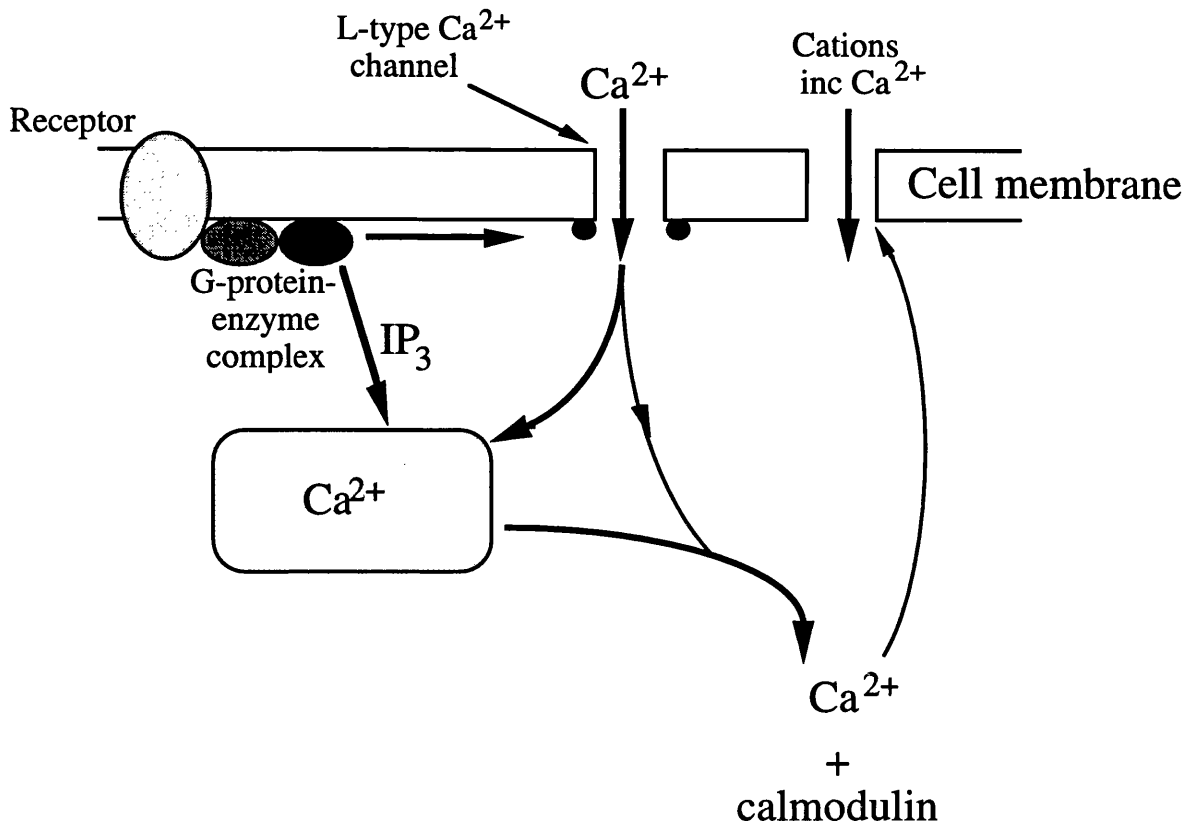 L-type Ca²⁺
channel
Ca²⁺
Cations
inc Ca²⁺
Receptor
Cell membrane
G-protein-
enzyme
complex
IP₃
Ca²⁺
Ca²⁺
+
calmodulin